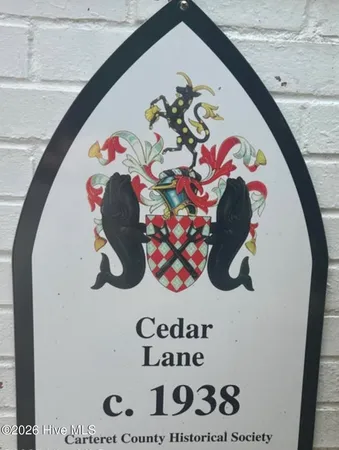 Cedar
Lane
c. 1938
Carteret County Historical Society
©2026 Hive MLS